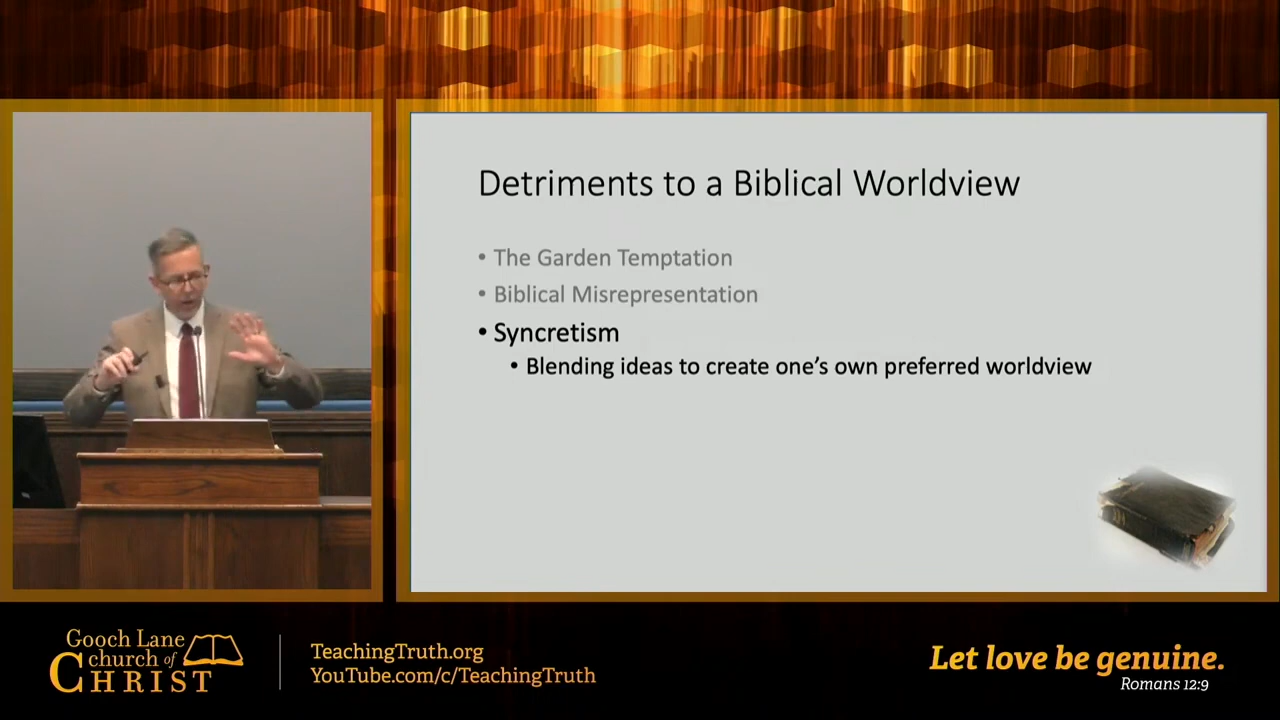 Detriments to a Biblical Worldview
• The Garden Temptation
• Biblical Misrepresentation
• Syncretism
• Blending ideas to create one’s own preferred worldview
Gooch Lane
church of
CHRIST
TeachingTruth.org
YouTube.com/c/TeachingTruth
Let love be genuine.
Romans 12:9